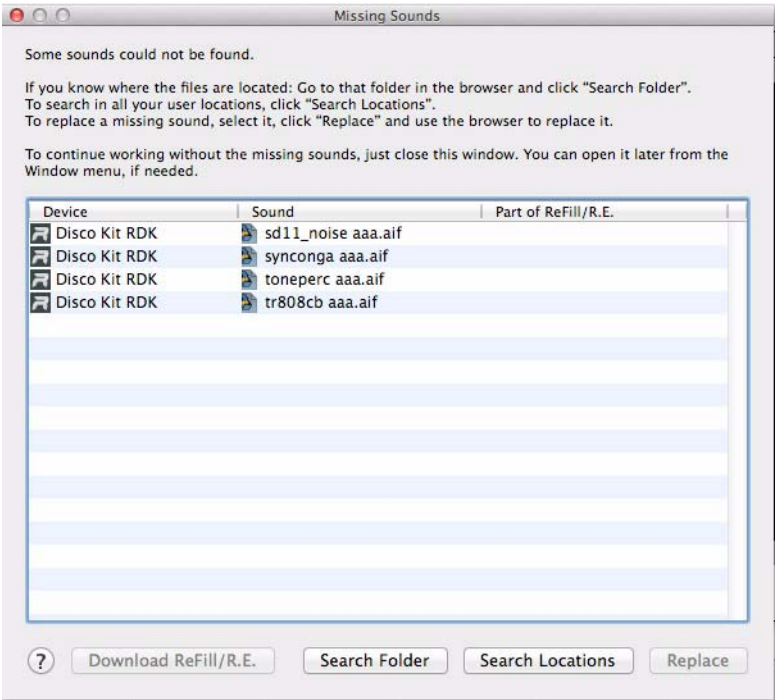 Missing Sounds
Some sounds could not be found.
If you know where the files are located: Go to that folder in the browser and click “Search Folder”.
To search in all your user locations, click “Search Locations”.
To replace a missing sound, select it, click “Replace” and use the browser to replace it.
To continue working without the missing sounds, just close this window. You can open it later from the
Window menu, if needed.
Device Sound Part of ReFill/R.E.
Disco Kit RDK sd11_noise aaa.aif
Disco Kit RDK synconga aaa.aif
Disco Kit RDK toneperc aaa.aif
Disco Kit RDK tr808cb aaa.aif
? Download ReFill/R.E. Search Folder Search Locations Replace